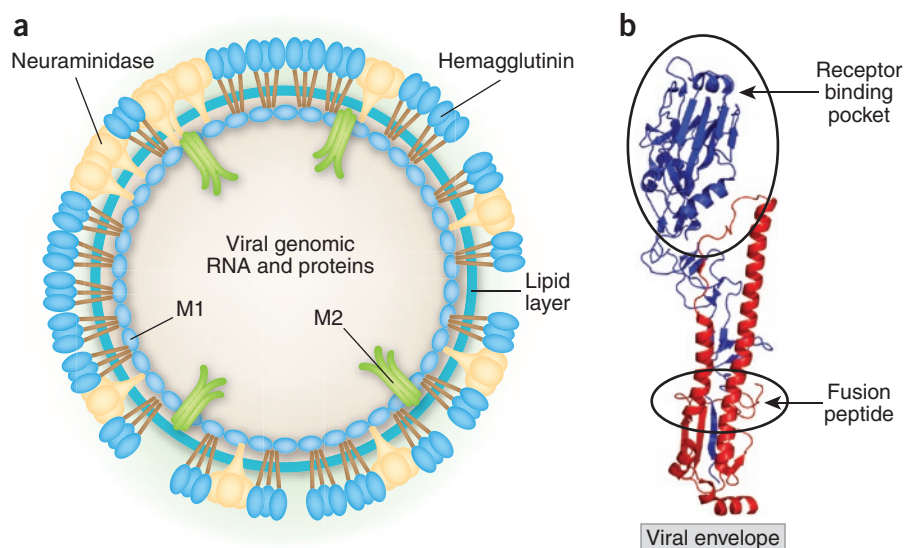 a
Neuraminidase
Hemagglutinin
Viral genomic
RNA and proteins
Lipid
layer
M1
M2
b
Receptor
binding
pocket
Fusion
peptide
Viral envelope